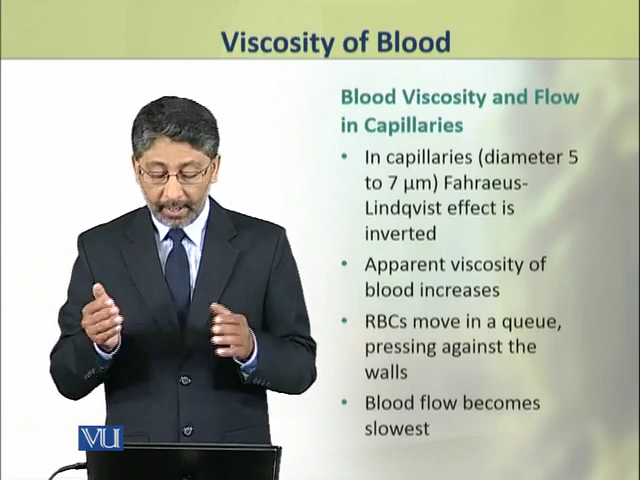 Viscosity of Blood
Blood Viscosity and Flow
in Capillaries
• In capillaries (diameter 5
to 7 µm) Fahraeus-
Lindqvist effect is
inverted
• Apparent viscosity of
blood increases
• RBCs move in a queue,
pressing against the
walls
• Blood flow becomes
slowest
VU